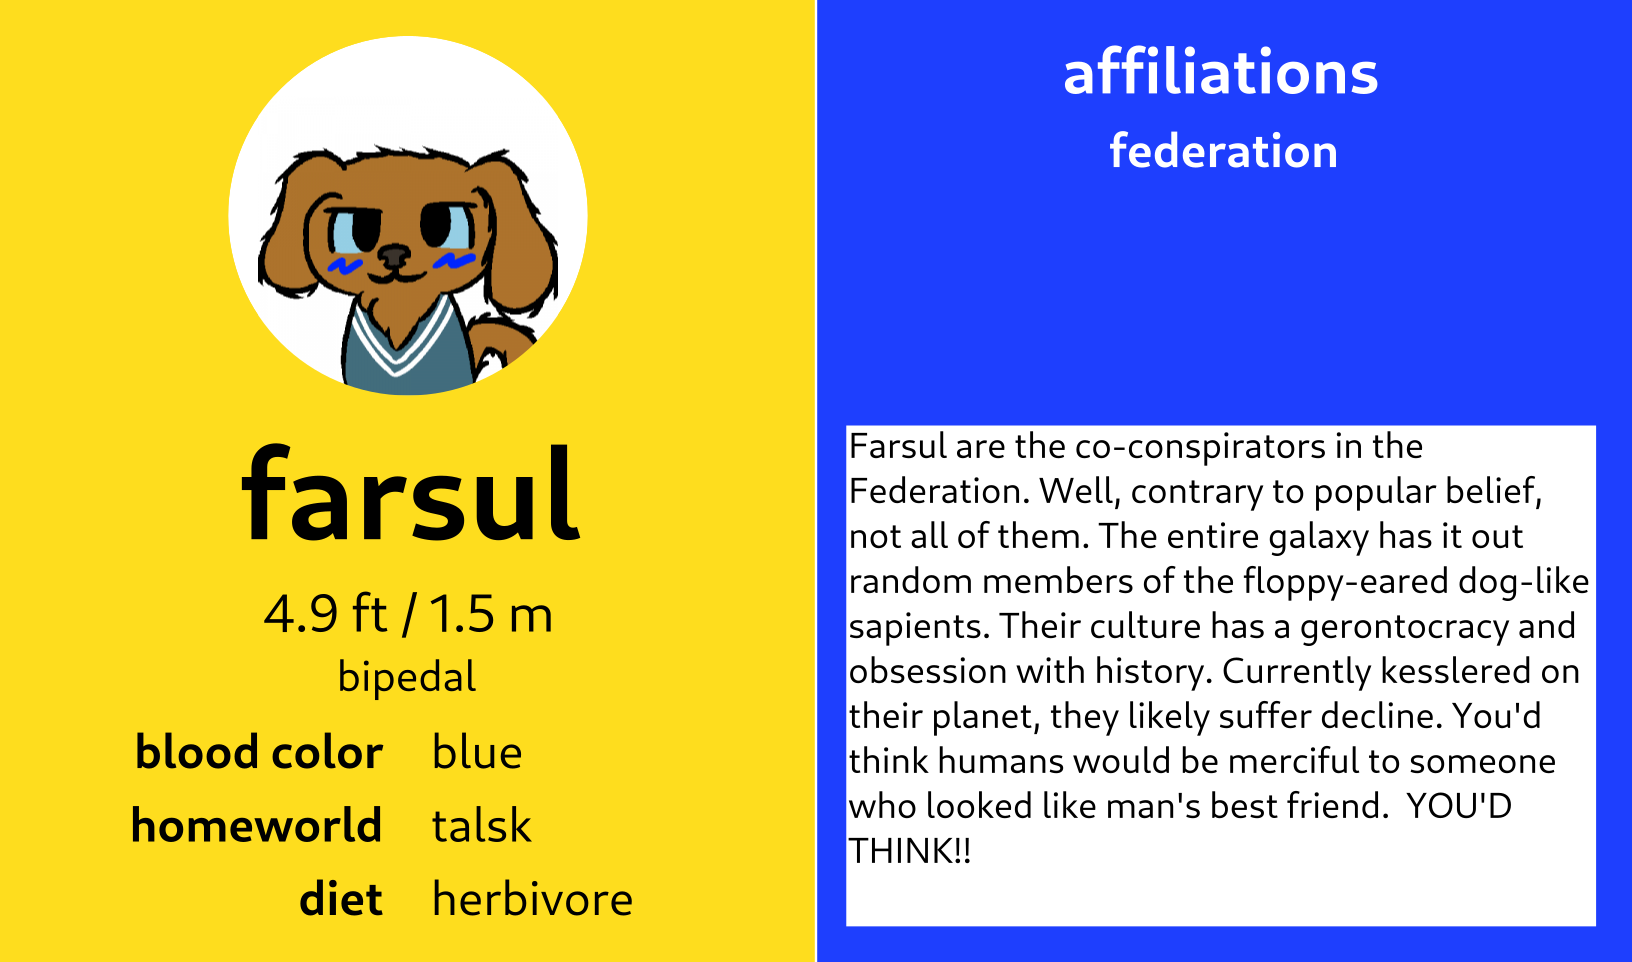 farsul
4.9 ft / 1.5 m
bipedal
blood color blue
homeworld talsk
diet herbivore
affiliations
federation
Farsul are the co-conspirators in the
Federation. Well, contrary to popular belief,
not all of them. The entire galaxy has it out
random members of the floppy-eared dog-like
sapients. Their culture has a gerontocracy and
obsession with history. Currently kesslered on
their planet, they likely suffer decline. You'd
think humans would be merciful to someone
who looked like man's best friend.  YOU'D
THINK!!